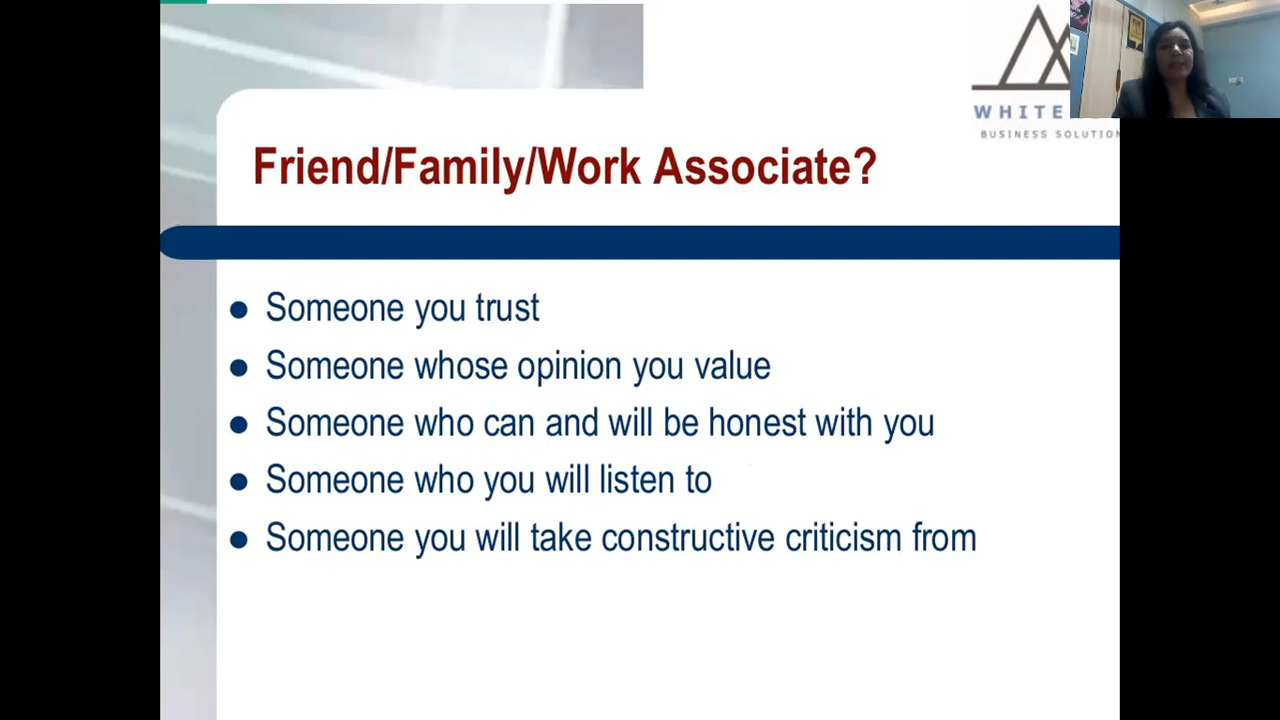 WHITE
BUSINESS SOLUTION
Friend/Family/Work Associate?
● Someone you trust
● Someone whose opinion you value
● Someone who can and will be honest with you
● Someone who you will listen to
● Someone you will take constructive criticism from